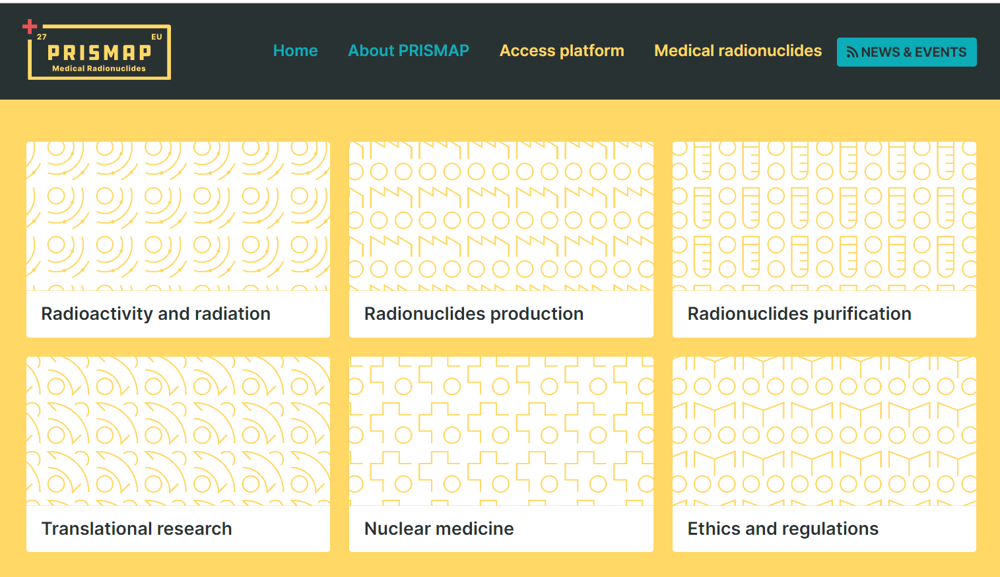 27 EU
PRISMAP
Medical Radionuclides
Home About PRISMAP Access platform Medical radionuclides NEWS & EVENTS
Radioactivity and radiation Radionuclides production Radionuclides purification
Translational research Nuclear medicine Ethics and regulations